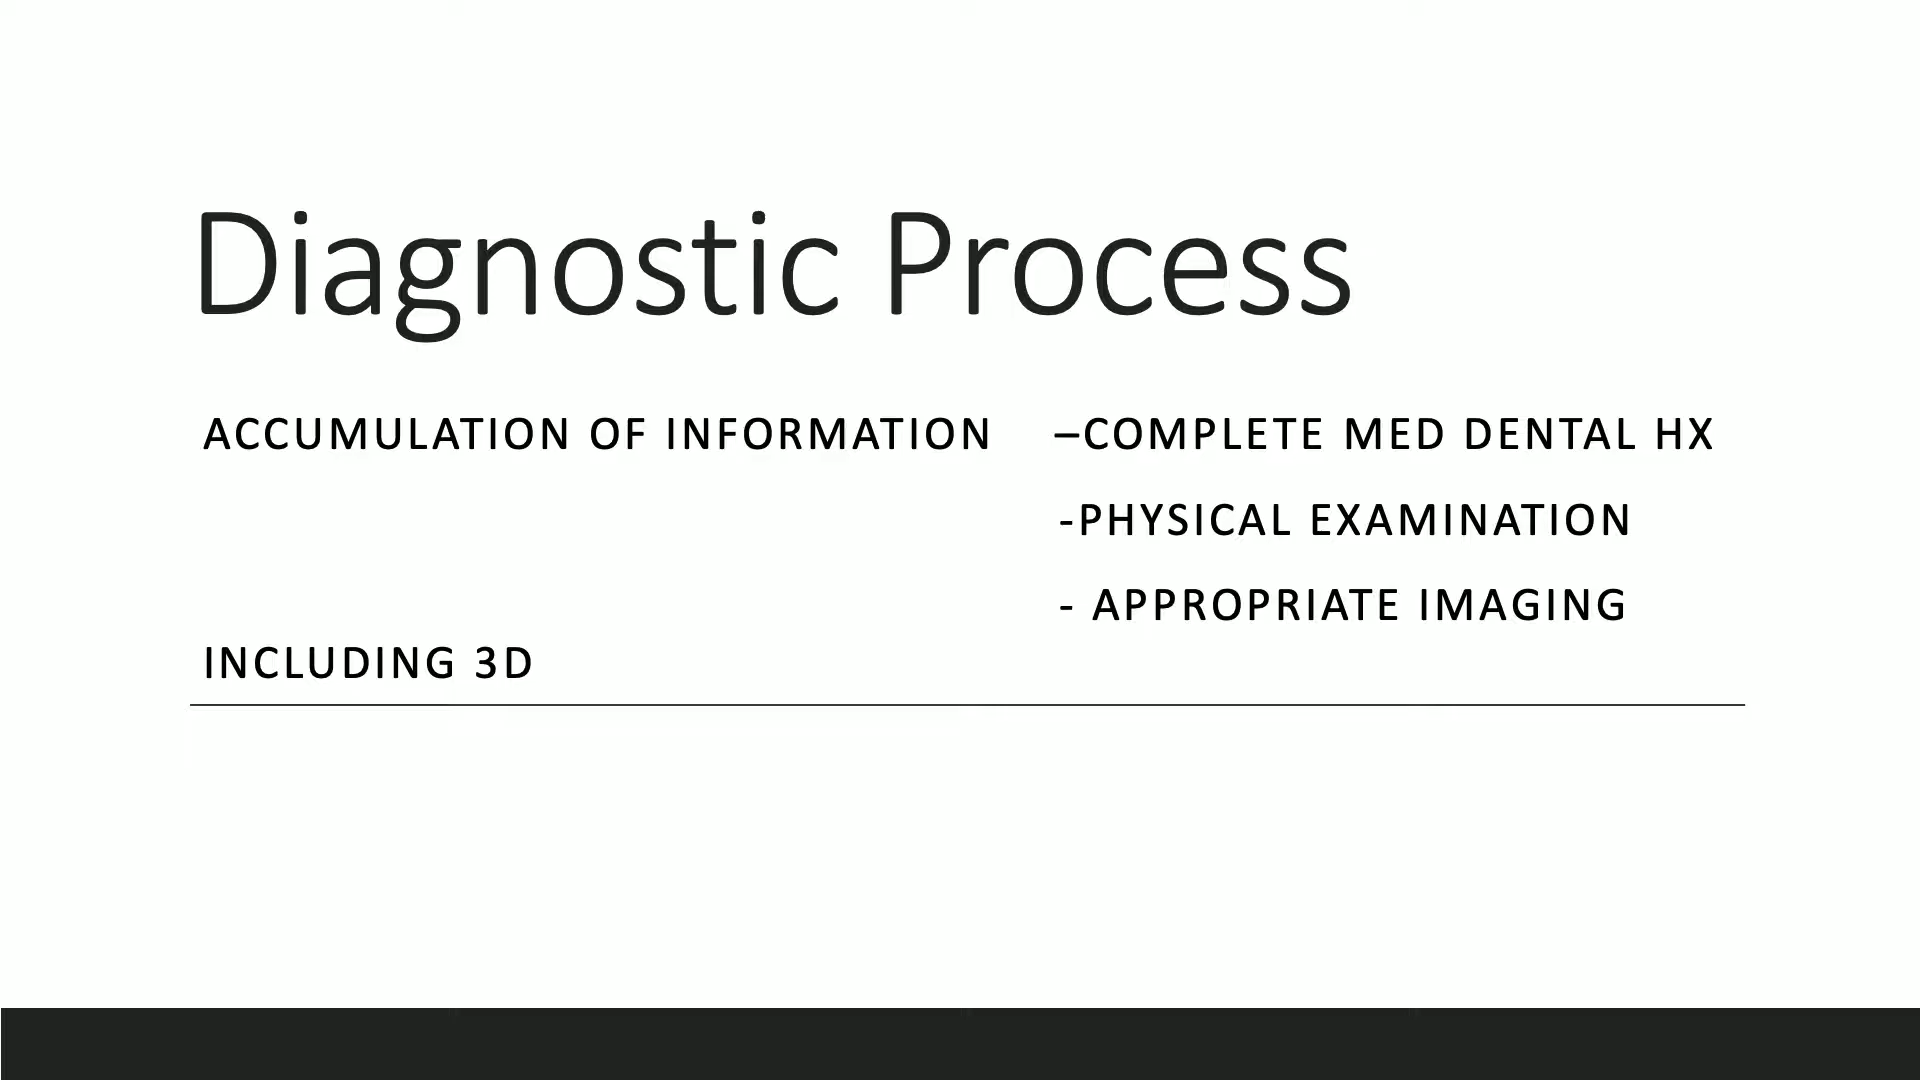 Diagnostic Process
ACCUMULATION OF INFORMATION –COMPLETE MED DENTAL HX
-PHYSICAL EXAMINATION
- APPROPRIATE IMAGING
INCLUDING 3D